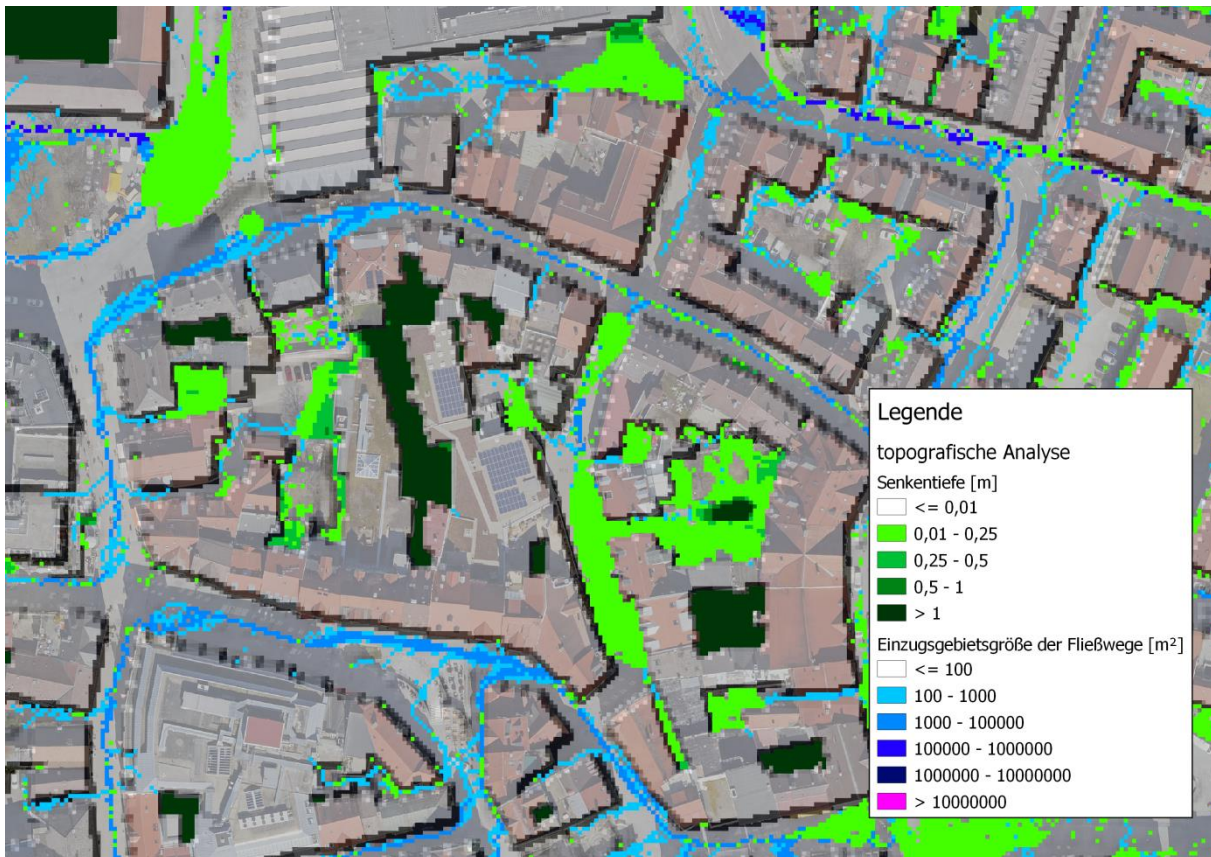 Legende
topografische Analyse
Senkentiefe [m]
<= 0,01
0,01 - 0,25
0,25 - 0,5
0,5 - 1
> 1
Einzugsgebietsgröße der Fließwege [m²]
<= 100
100 - 1000
1000 - 100000
100000 - 1000000
1000000 - 10000000
> 10000000